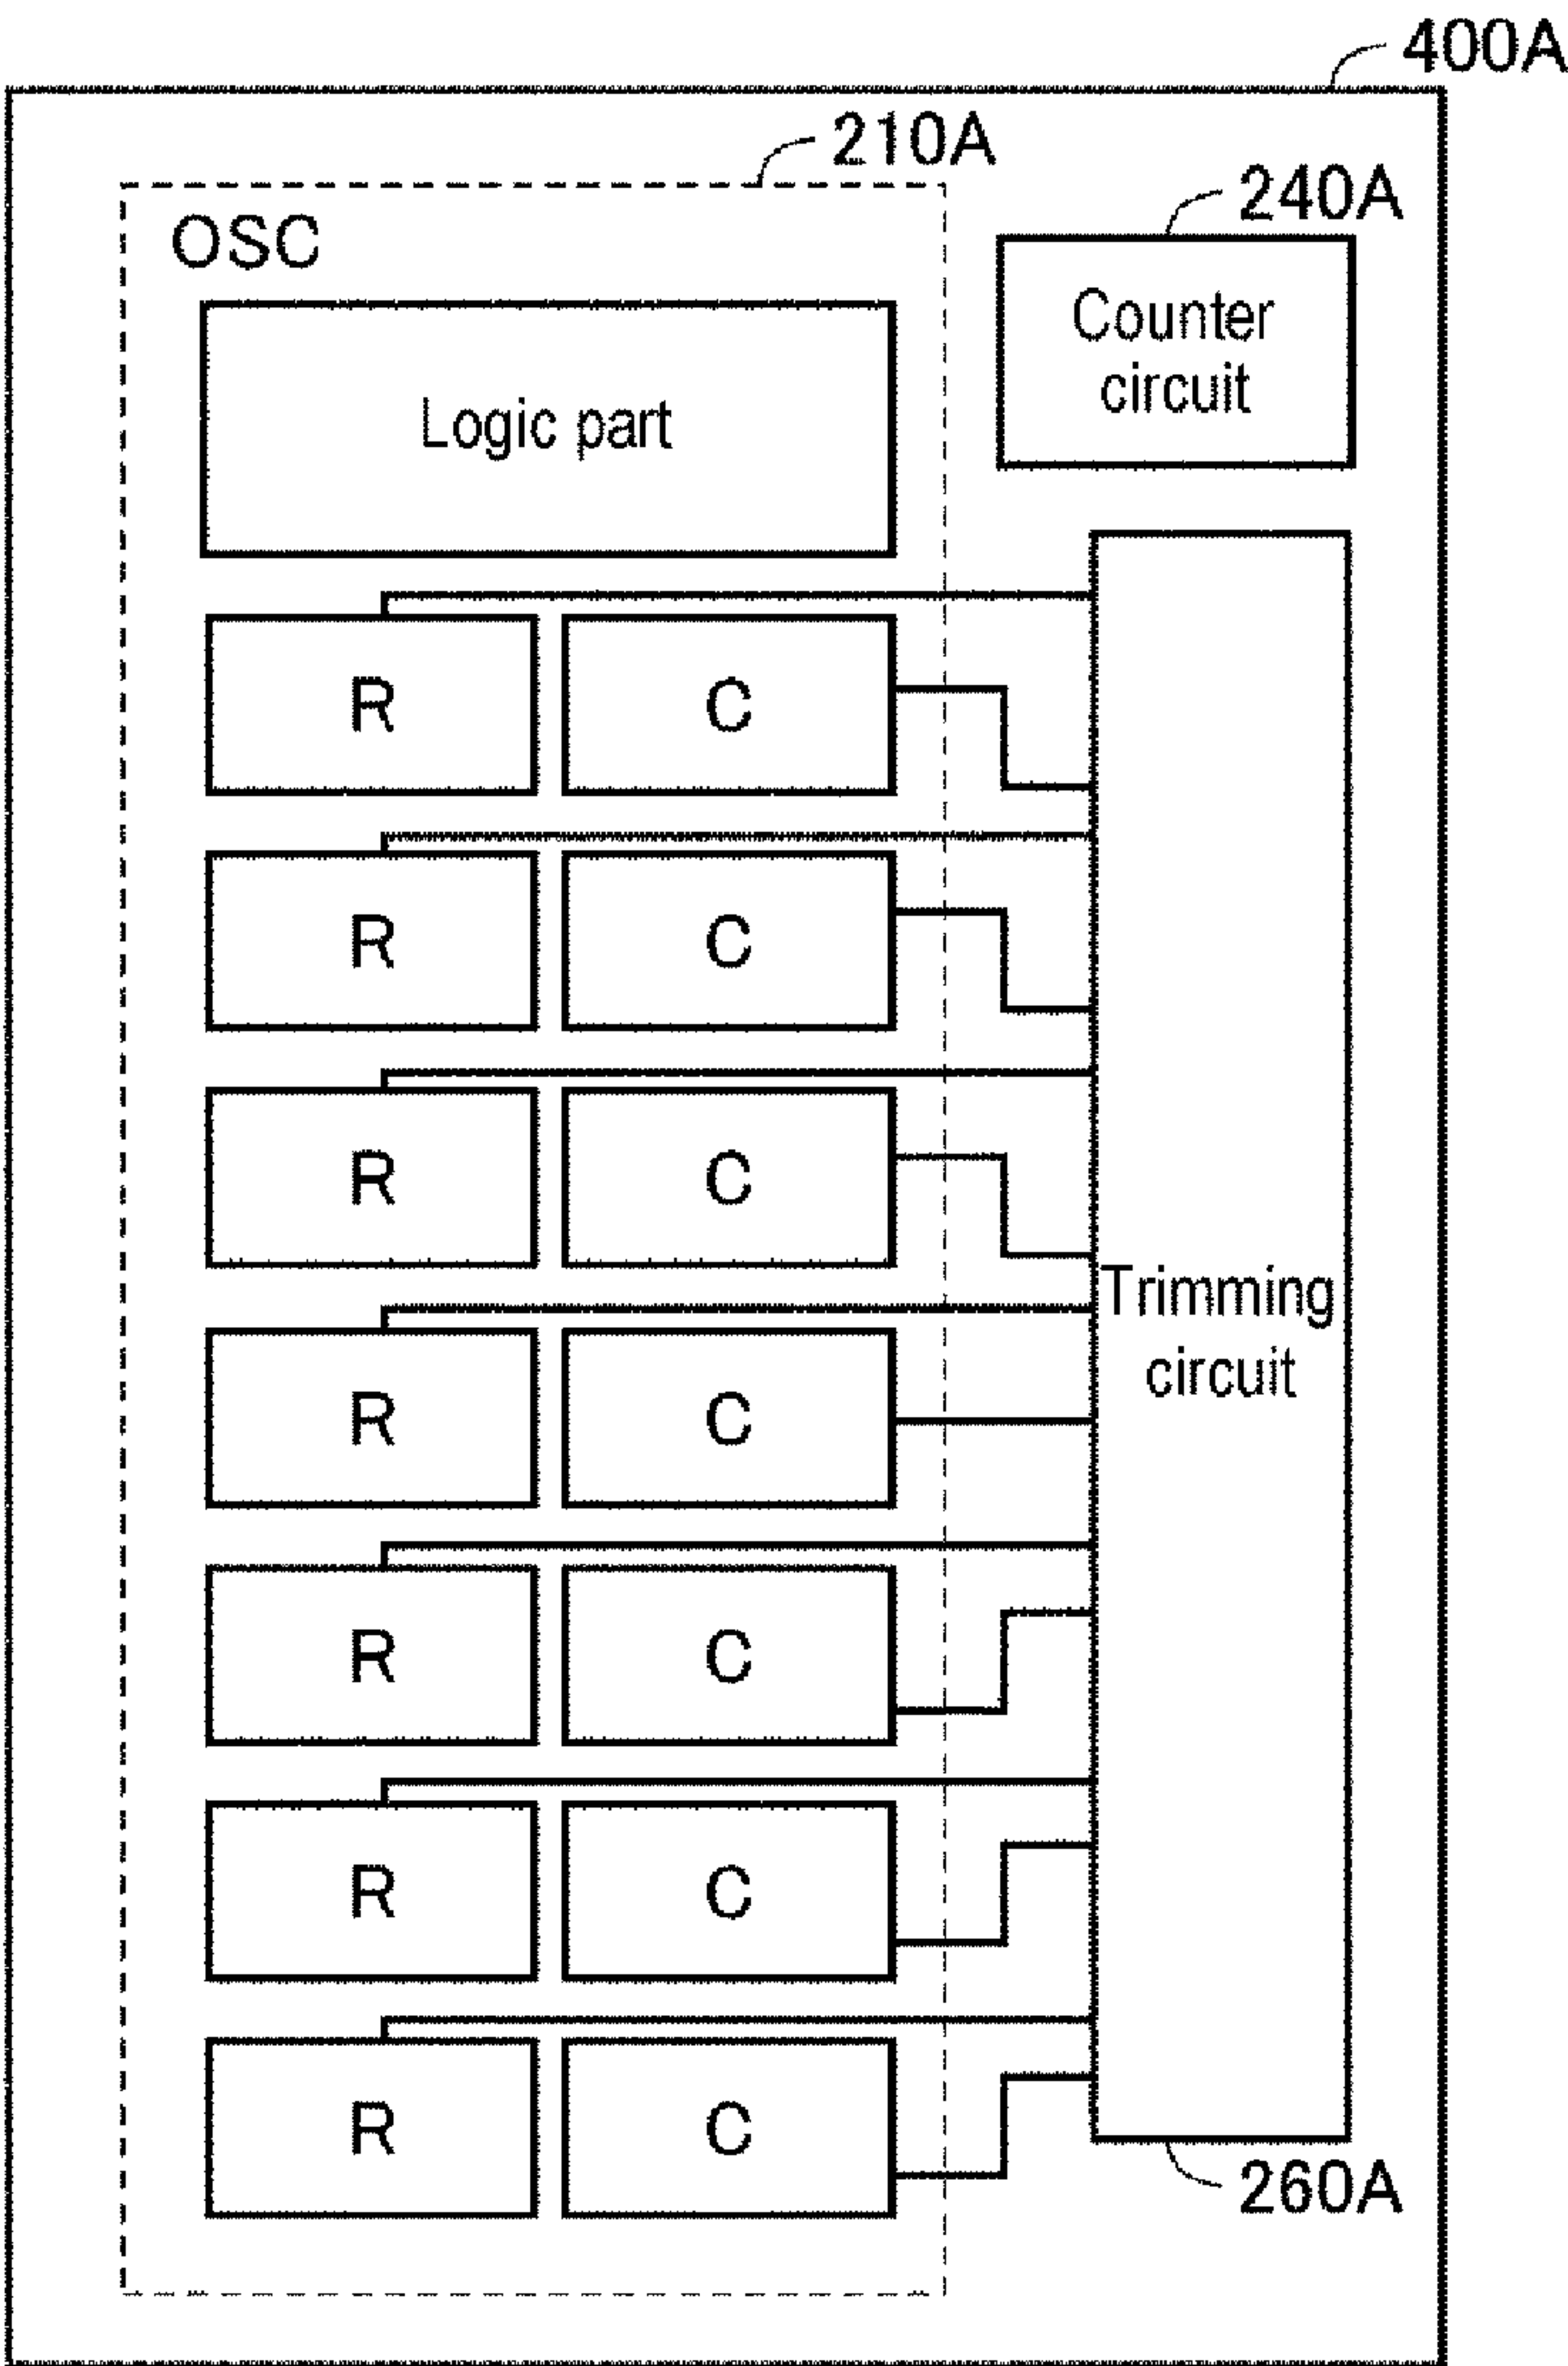 400A
210A
240A
OSC
Counter
circuit
Logic part
R C
R C
R C
Trimming
circuit
R C
R C
R C
R C
260A